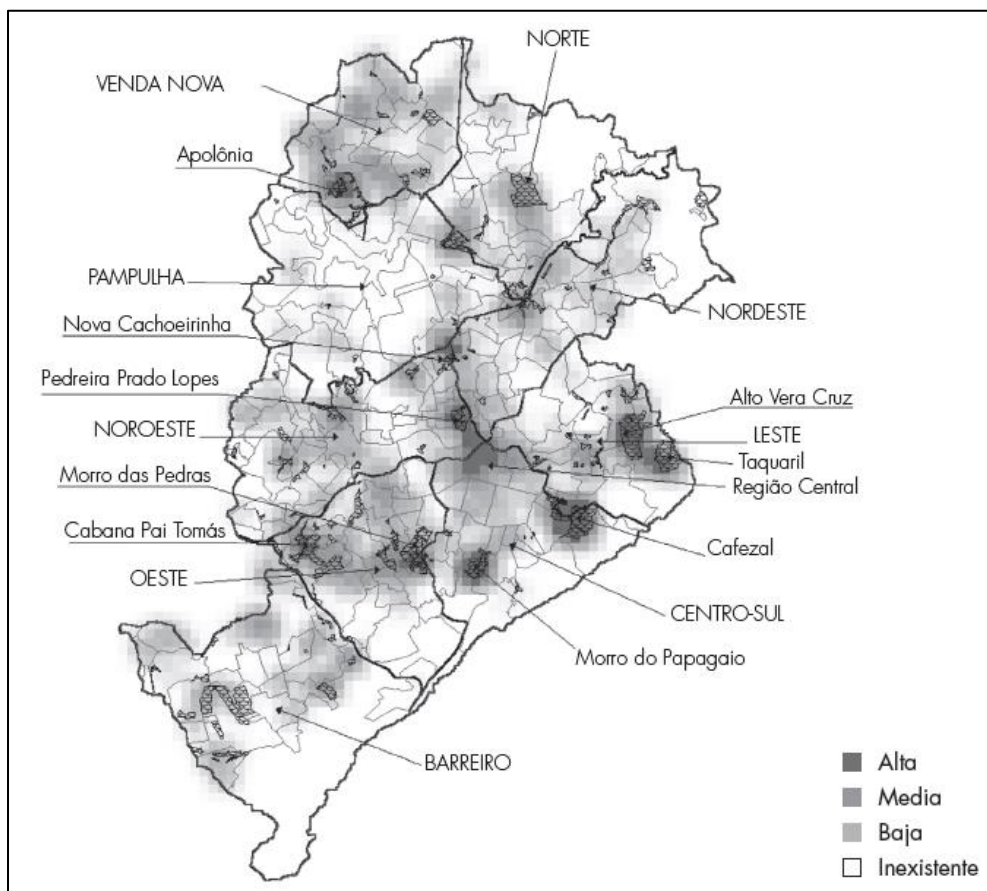 NORTE
VENDA NOVA
Apolônia
PAMPULHA
NORDESTE
Nova Cachoeirinha
Pedreira Prado Lopes
Alto Vera Cruz
NOROESTE
LESTE
Taquaril
Morro das Pedras
Região Central
Cabana Pai Tomás
Cafezal
OESTE
CENTRO-SUL
Morro do Papagaio
BARREIRO
Alta
Media
Baja
Inexistente